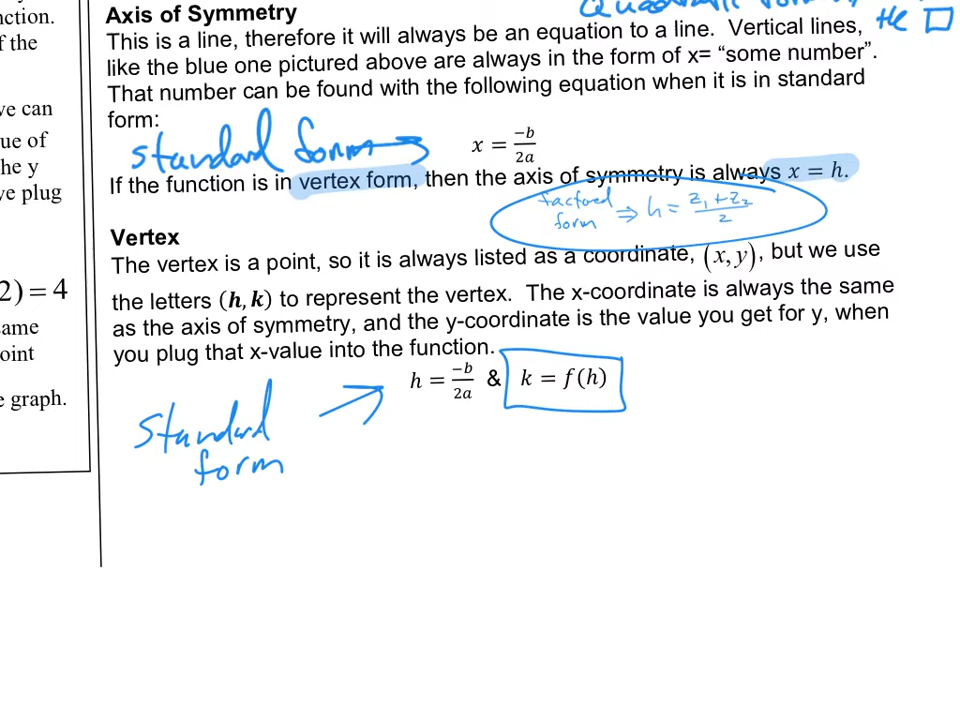 nction.
f the
ve can
ue of
he y
ve plug
2) = 4
ame
oint
e graph.
the □
Axis of Symmetry
This is a line, therefore it will always be an equation to a line. Vertical lines,
like the blue one pictured above are always in the form of x= “some number”.
That number can be found with the following equation when it is in standard
form:
standard form → x = -b/2a
If the function is in vertex form, then the axis of symmetry is always x = h.
factored form ⇒ h = (z₁ + z₂)/2
Vertex
The vertex is a point, so it is always listed as a coordinate, (x, y), but we use
the letters (h, k) to represent the vertex. The x-coordinate is always the same
as the axis of symmetry, and the y-coordinate is the value you get for y, when
you plug that x-value into the function.
h = -b/2a & k = f(h)
Standard →
form